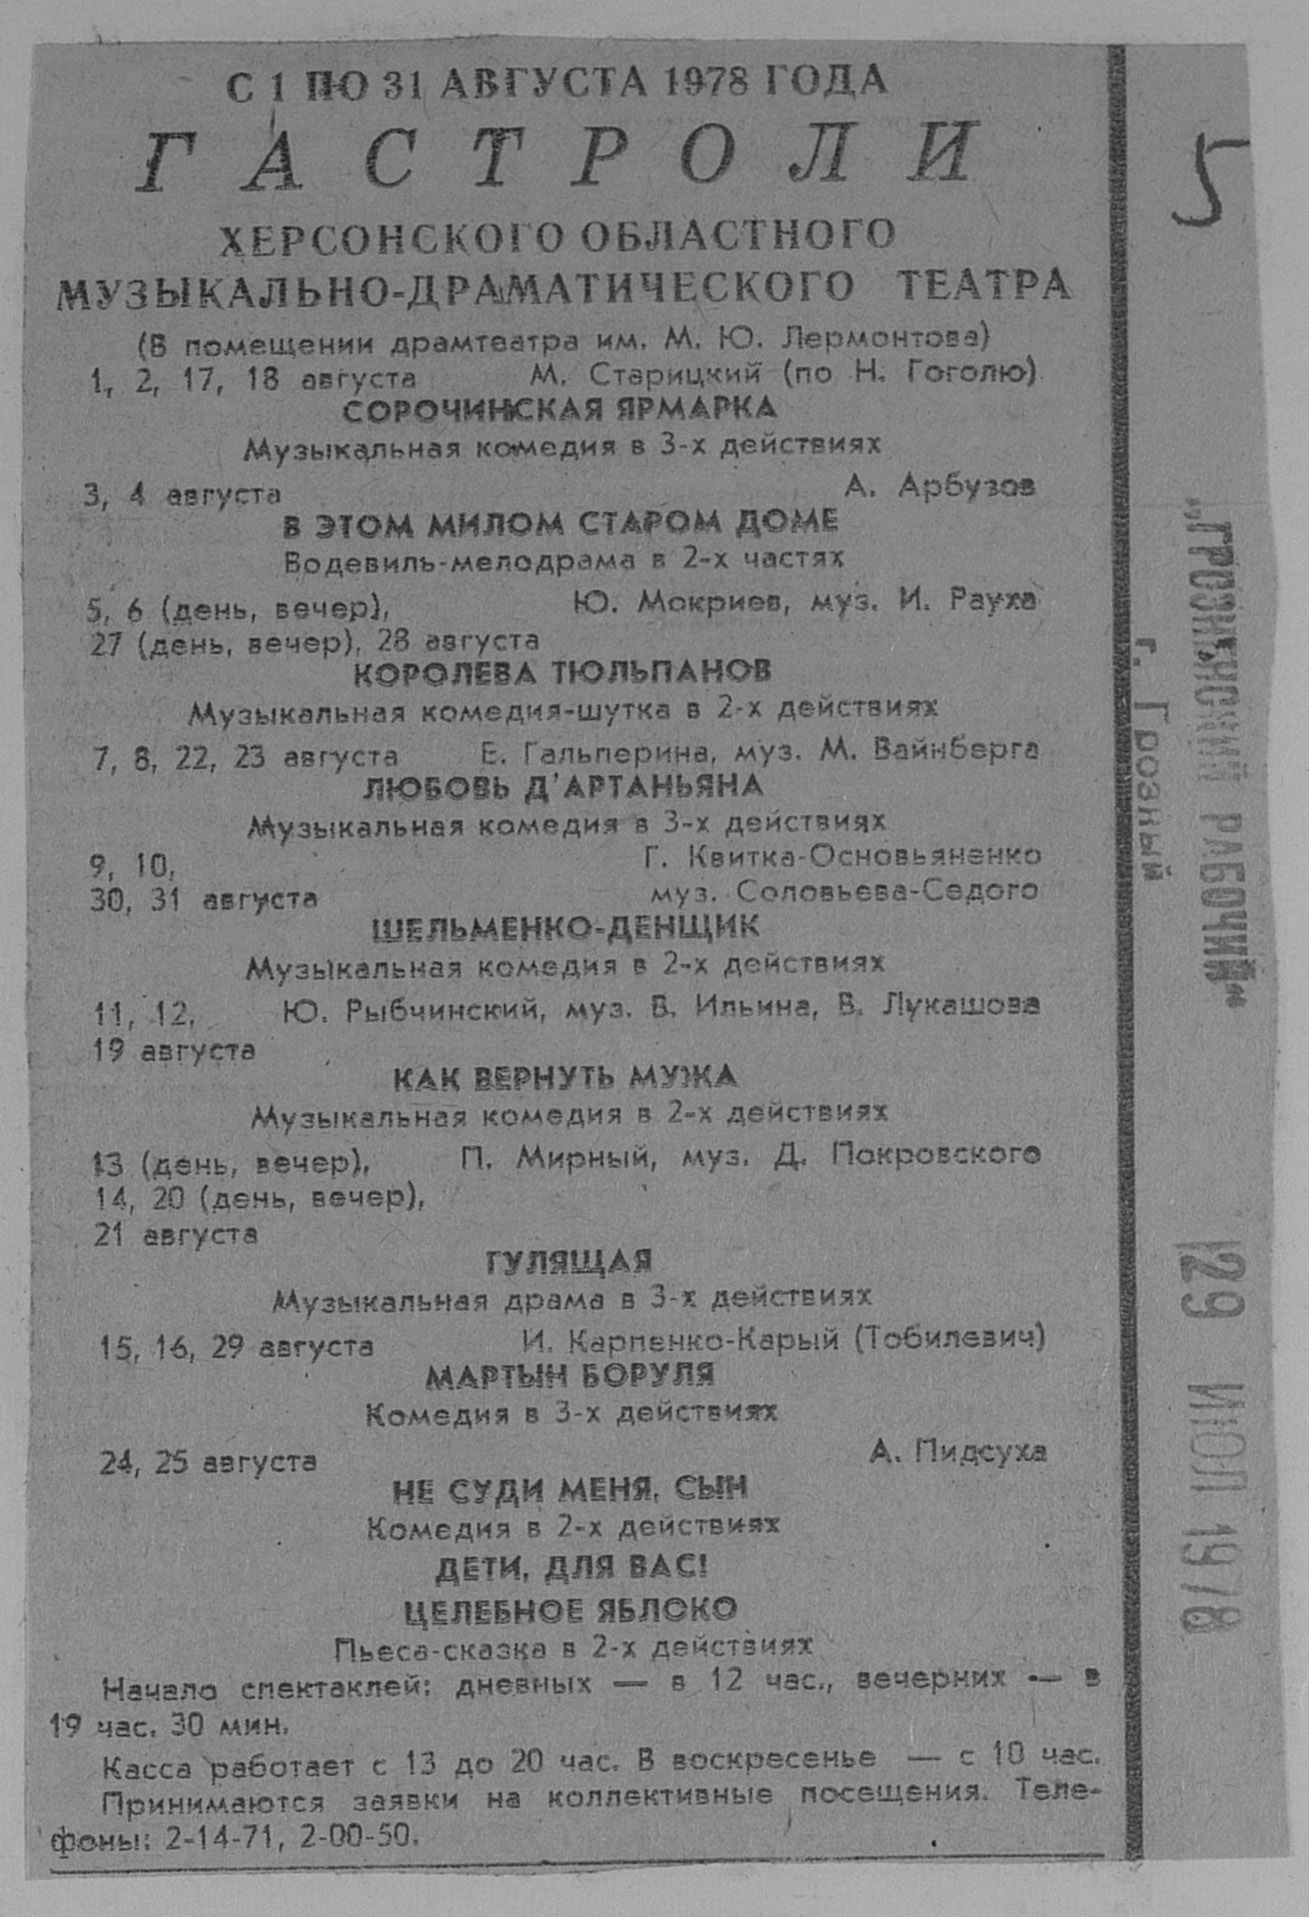 С 1 ПО 31 АВГУСТА 1978 ГОДА
ГАСТРОЛИ
ХЕРСОНСКОГО ОБЛАСТНОГО
МУЗЫКАЛЬНО-ДРАМАТИЧЕСКОГО ТЕАТРА
(В помещении драмтеатра им. М. Ю. Лермонтова)
1, 2, 17, 18 августа М. Старицкий (по Н. Гоголю)
СОРОЧИНСКАЯ ЯРМАРКА
Музыкальная комедия в 3-х действиях
3, 4 августа А. Арбузов
В ЭТОМ МИЛОМ СТАРОМ ДОМЕ
Водевиль-мелодрама в 2-х частях
5, 6 (день, вечер), Ю. Мокриев, муз. И. Рауха
27 (день, вечер), 28 августа
КОРОЛЕВА ТЮЛЬПАНОВ
Музыкальная комедия-шутка в 2-х действиях
7, 8, 22, 23 августа Е. Гальперина, муз. М. Вайнберга
ЛЮБОВЬ Д'АРТАНЬЯНА
Музыкальная комедия в 3-х действиях
9, 10, Г. Квитка-Основьяненко
30, 31 августа муз. Соловьева-Седого
ШЕЛЬМЕНКО-ДЕНЩИК
Музыкальная комедия в 2-х действиях
11, 12, Ю. Рыбчинский, муз. В. Ильина, В. Лукашова
19 августа
КАК ВЕРНУТЬ МУЖА
Музыкальная комедия в 2-х действиях
13 (день, вечер), П. Мирный, муз. Д. Покровского
14, 20 (день, вечер),
21 августа
ГУЛЯЩАЯ
Музыкальная драма в 3-х действиях
15, 16, 29 августа И. Карпенко-Карый (Тобилевич)
МАРТЫН БОРУЛЯ
Комедия в 3-х действиях
24, 25 августа А. Пидсуха
НЕ СУДИ МЕНЯ, СЫН
Комедия в 2-х действиях
ДЕТИ, ДЛЯ ВАС!
ЦЕЛЕБНОЕ ЯБЛОКО
Пьеса-сказка в 2-х действиях
Начало спектаклей: дневных — в 12 час., вечерних — в
19 час. 30 мин.
Касса работает с 13 до 20 час. В воскресенье — с 10 час.
Принимаются заявки на коллективные посещения. Теле-
фоны: 2-14-71, 2-00-50.
5
„ГРОЗНЕНСКИЙ РАБОЧИЙ"
г. Грозный
29 ИЮЛ 1978